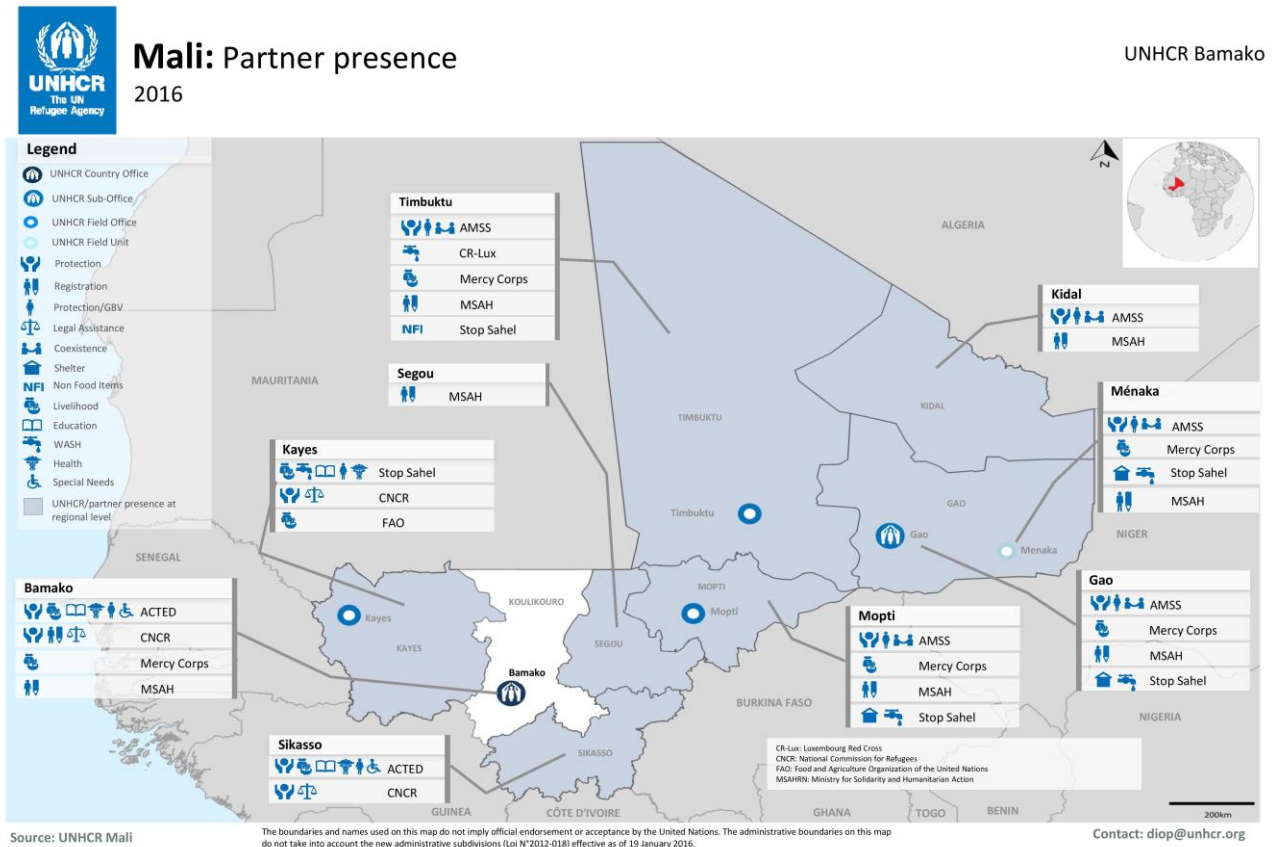 UNHCR
The UN
Refugee Agency
Mali: Partner presence
2016
UNHCR Bamako
Legend
UNHCR Country Office
UNHCR Sub-Office
UNHCR Field Office
UNHCR Field Unit
Protection
Registration
Protection/GBV
Legal Assistance
Coexistence
Shelter
NFI Non Food Items
Livelihood
Education
WASH
Health
Special Needs
UNHCR/partner presence at
regional level
Timbuktu
AMSS
CR-Lux
Mercy Corps
MSAH
NFI Stop Sahel
Segou
MSAH
Kayes
Stop Sahel
CNCR
FAO
Bamako
ACTED
CNCR
Mercy Corps
MSAH
Sikasso
ACTED
CNCR
Kidal
AMSS
MSAH
Ménaka
AMSS
Mercy Corps
Stop Sahel
MSAH
Gao
AMSS
Mercy Corps
MSAH
Stop Sahel
Mopti
AMSS
Mercy Corps
MSAH
Stop Sahel
N
ALGERIA
MAURITANIA
TIMBUKTU
KIDAL
GAO
Timbuktu
Gao
Menaka
NIGER
SENEGAL
KOULIKOURO
MOPTI
Mopti
Kayes
KAYES
SEGOU
Bamako
BURKINA FASO
NIGERIA
SIKASSO
GUINEA
CÔTE D'IVOIRE
GHANA
TOGO
BENIN
CR-Lux: Luxembourg Red Cross
CNCR: National Commission for Refugees
FAO: Food and Agriculture Organization of the United Nations
MSAHRN: Ministry for Solidarity and Humanitarian Action
200km
Source: UNHCR Mali
The boundaries and names used on this map do not imply official endorsement or acceptance by the United Nations. The administrative boundaries on this map
do not take into account the new administrative subdivisions (Loi N°2012-018) effective as of 19 January 2016.
Contact: diop@unhcr.org